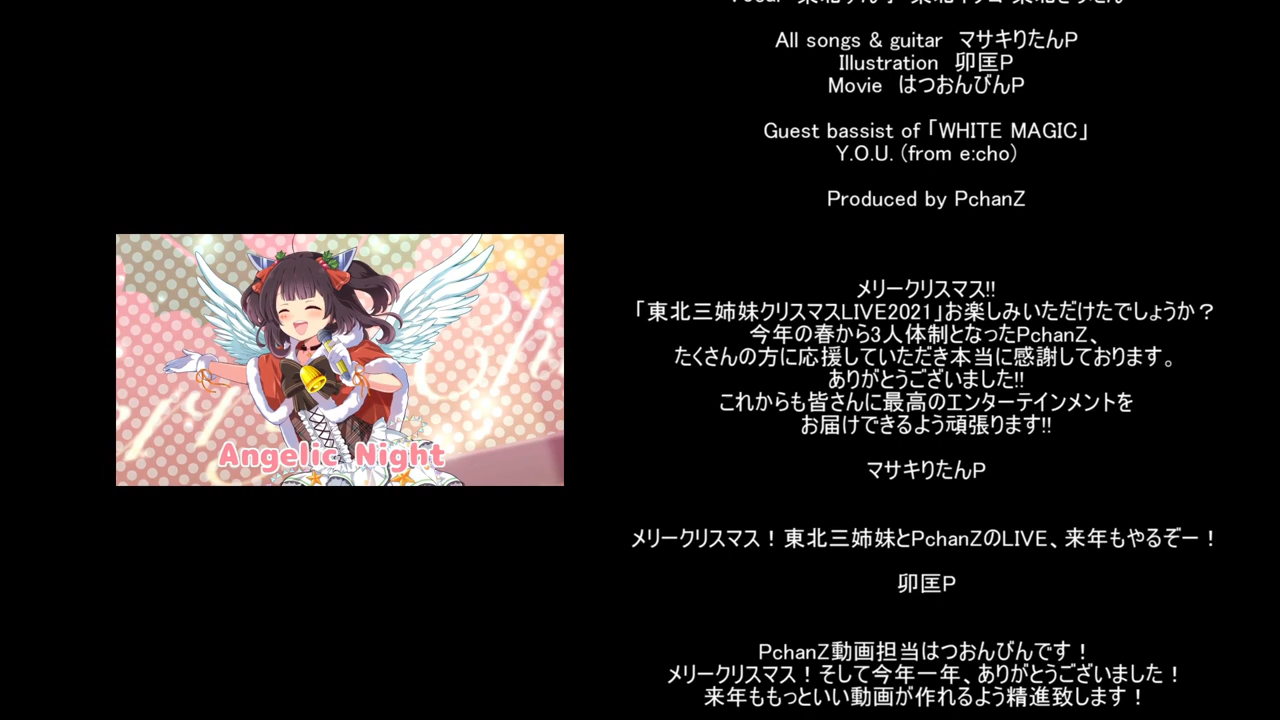 All songs & guitar　マサキりたんP
Illustration　卯匡P
Movie　はつおんびんP
Guest bassist of「WHITE MAGIC」
Y.O.U. (from e:cho)
Produced by PchanZ
Angelic Night
メリークリスマス!!
「東北三姉妹クリスマスLIVE2021」お楽しみいただけたでしょうか？
今年の春から3人体制となったPchanZ、
たくさんの方に応援していただき本当に感謝しております。
ありがとうございました!!
これからも皆さんに最高のエンターテインメントを
お届けできるよう頑張ります!!
マサキりたんP
メリークリスマス！東北三姉妹とPchanZのLIVE、来年もやるぞー！
卯匡P
PchanZ動画担当はつおんびんです！
メリークリスマス！そして今年一年、ありがとうございました！
来年ももっといい動画が作れるよう精進致します！